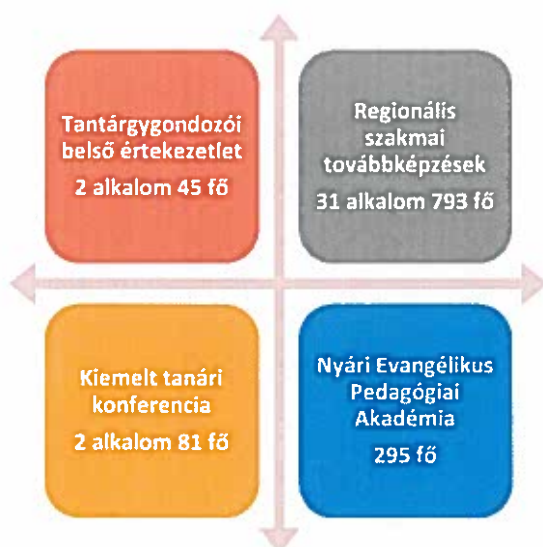 Tantárgygondozói
belső értekezetlet
2 alkalom 45 fő
Regionális
szakmai
továbbképzések
31 alkalom 793 fő
Kiemelt tanári
konferencia
2 alkalom 81 fő
Nyári Evangélikus
Pedagógiai
Akadémia
295 fő